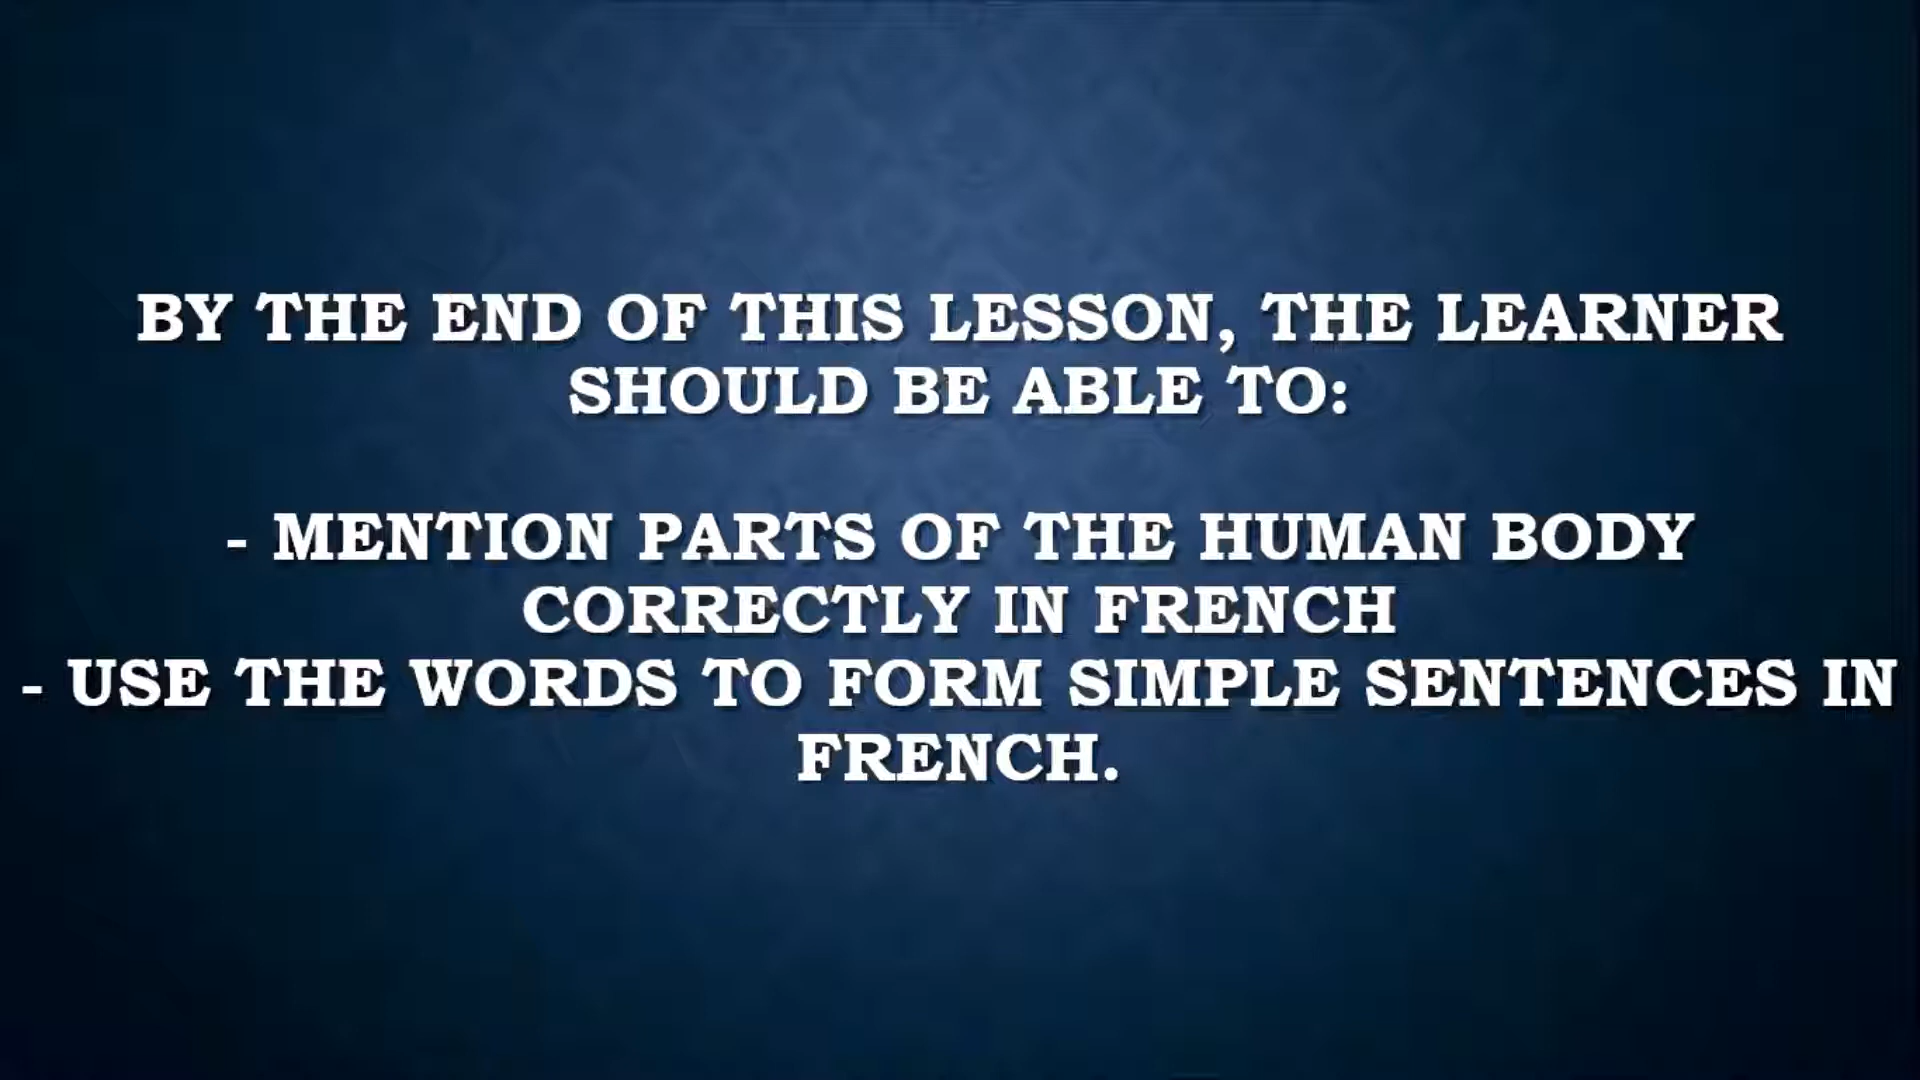 BY THE END OF THIS LESSON, THE LEARNER
SHOULD BE ABLE TO:
- MENTION PARTS OF THE HUMAN BODY
CORRECTLY IN FRENCH
- USE THE WORDS TO FORM SIMPLE SENTENCES IN
FRENCH.